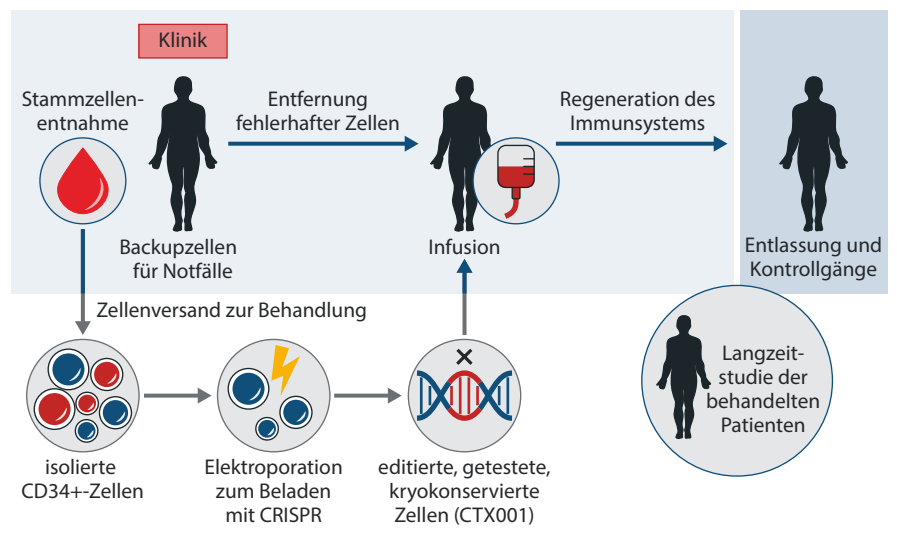 Klinik
Stammzellen-
entnahme
Backupzellen
für Notfälle
Entfernung
fehlerhafter Zellen
Infusion
Regeneration des
Immunsystems
Entlassung und
Kontrollgänge
Zellenversand zur Behandlung
isolierte
CD34+-Zellen
Elektroporation
zum Beladen
mit CRISPR
editierte, getestete,
kryokonservierte
Zellen (CTX001)
Langzeit-
studie der
behandelten
Patienten